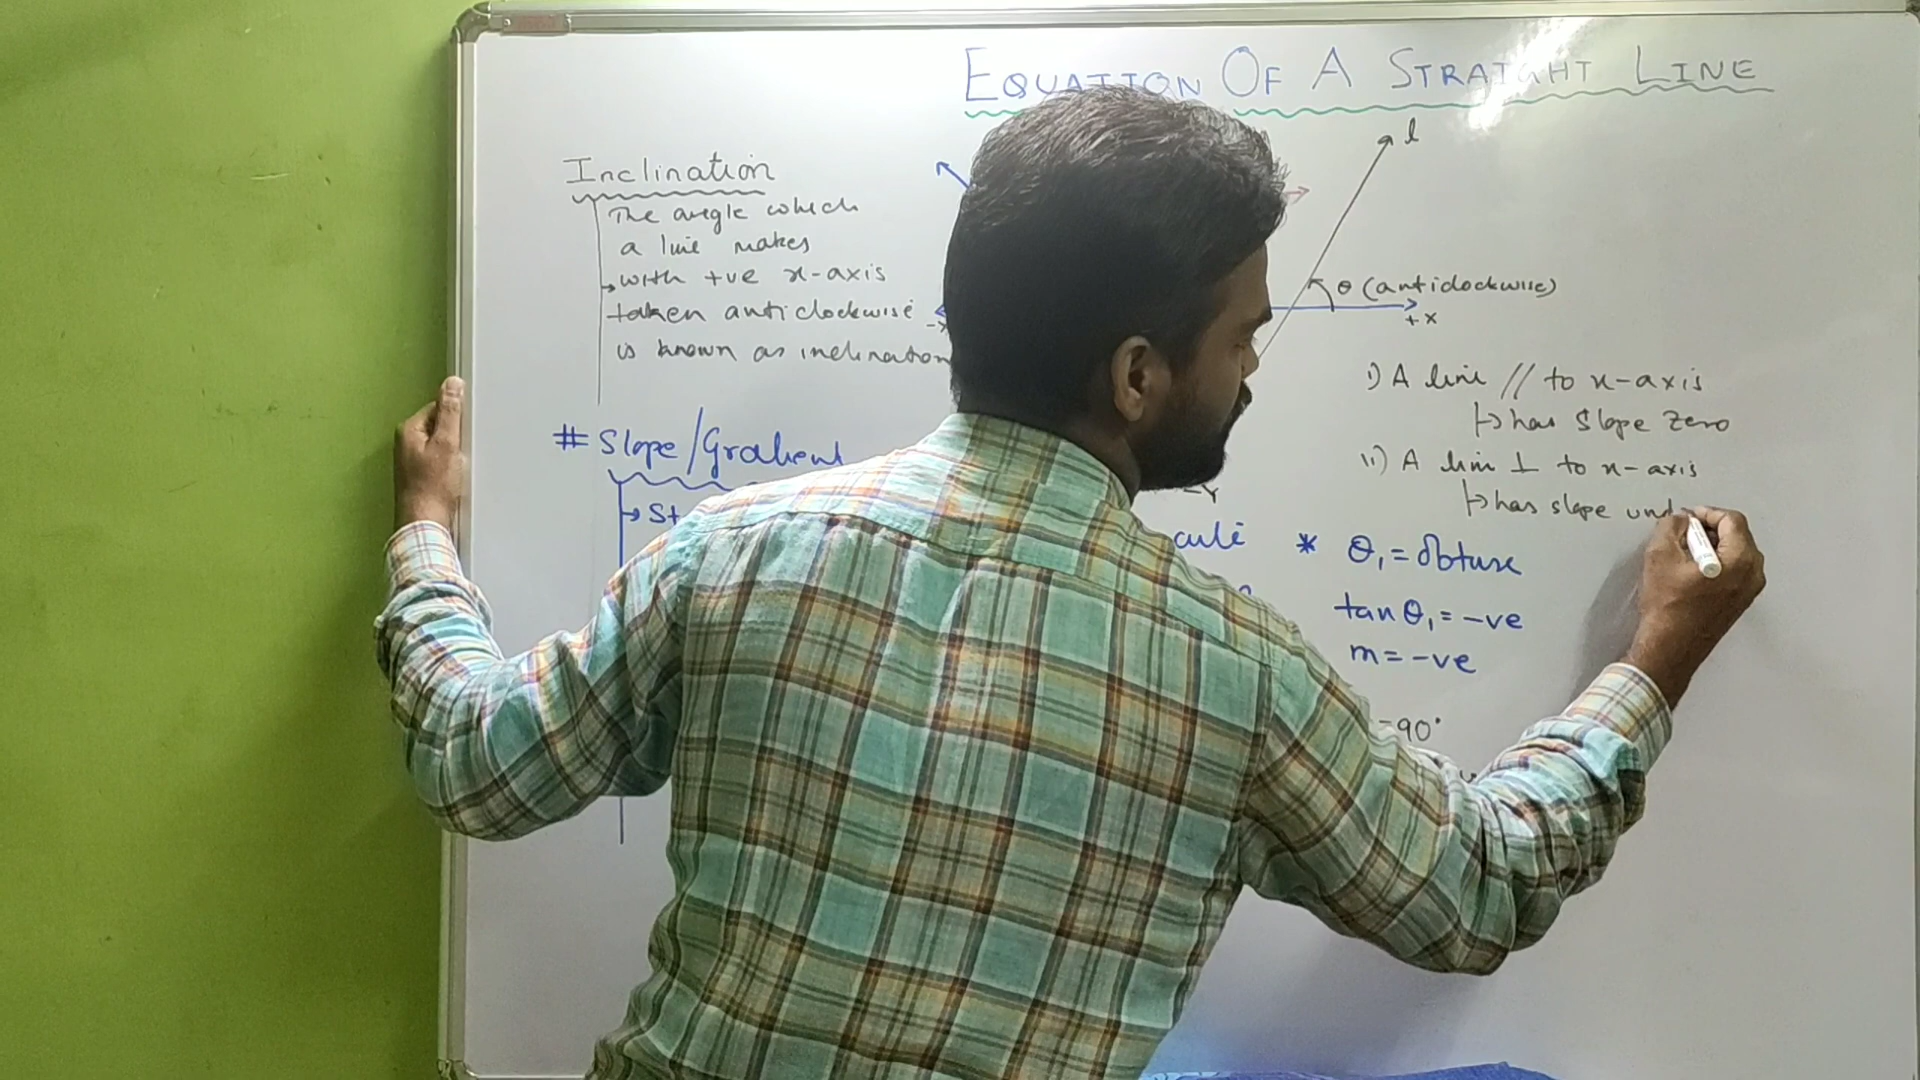 EQUATION OF A STRAIGHT LINE
Inclination
The angle which
a line makes
with +ve x-axis
taken anticlockwise
is known as inclination
l
θ (anticlockwise)
+x
-x
-Y
# Slope/Gradient
i) A line // to x-axis
has slope zero
ii) A line ⊥ to x-axis
has slope und
* θ₁ = obtuse
tan θ₁ = -ve
m = -ve
=90°